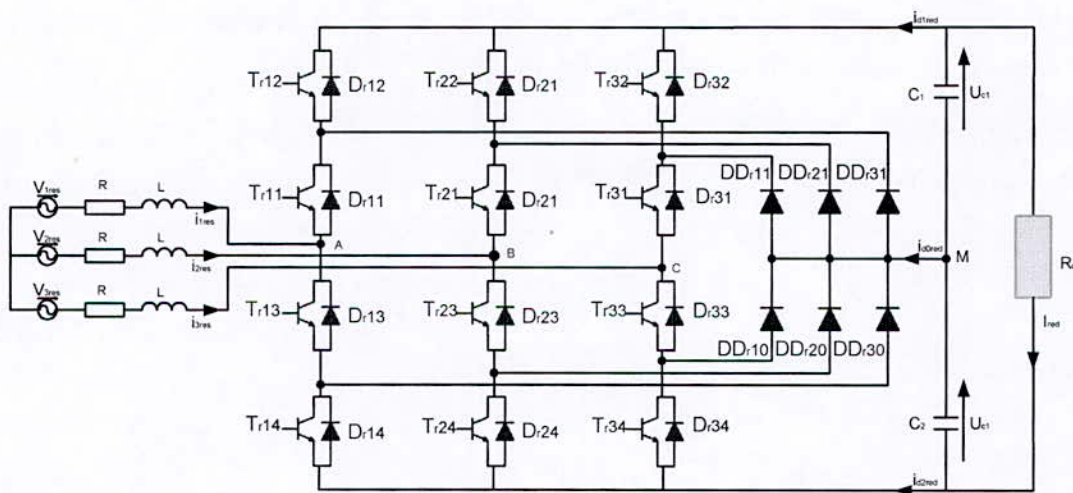 id1red
Tr12 Dr12 Tr22 Dr21 Tr32 Dr32
C1 Uc1
DDr11 DDr21 DDr31
V1res R L
i1res
Tr11 Dr11 Tr21 Dr21 Tr31 Dr31
A
V2res R L
i2res
B
id0red
M
C
V3res R L
i3res
R
Tr13 Dr13 Tr23 Dr23 Tr33 Dr33
Ired
DDr10 DDr20 DDr30
Tr14 Dr14 Tr24 Dr24 Tr34 Dr34
C2 Uc1
id2red